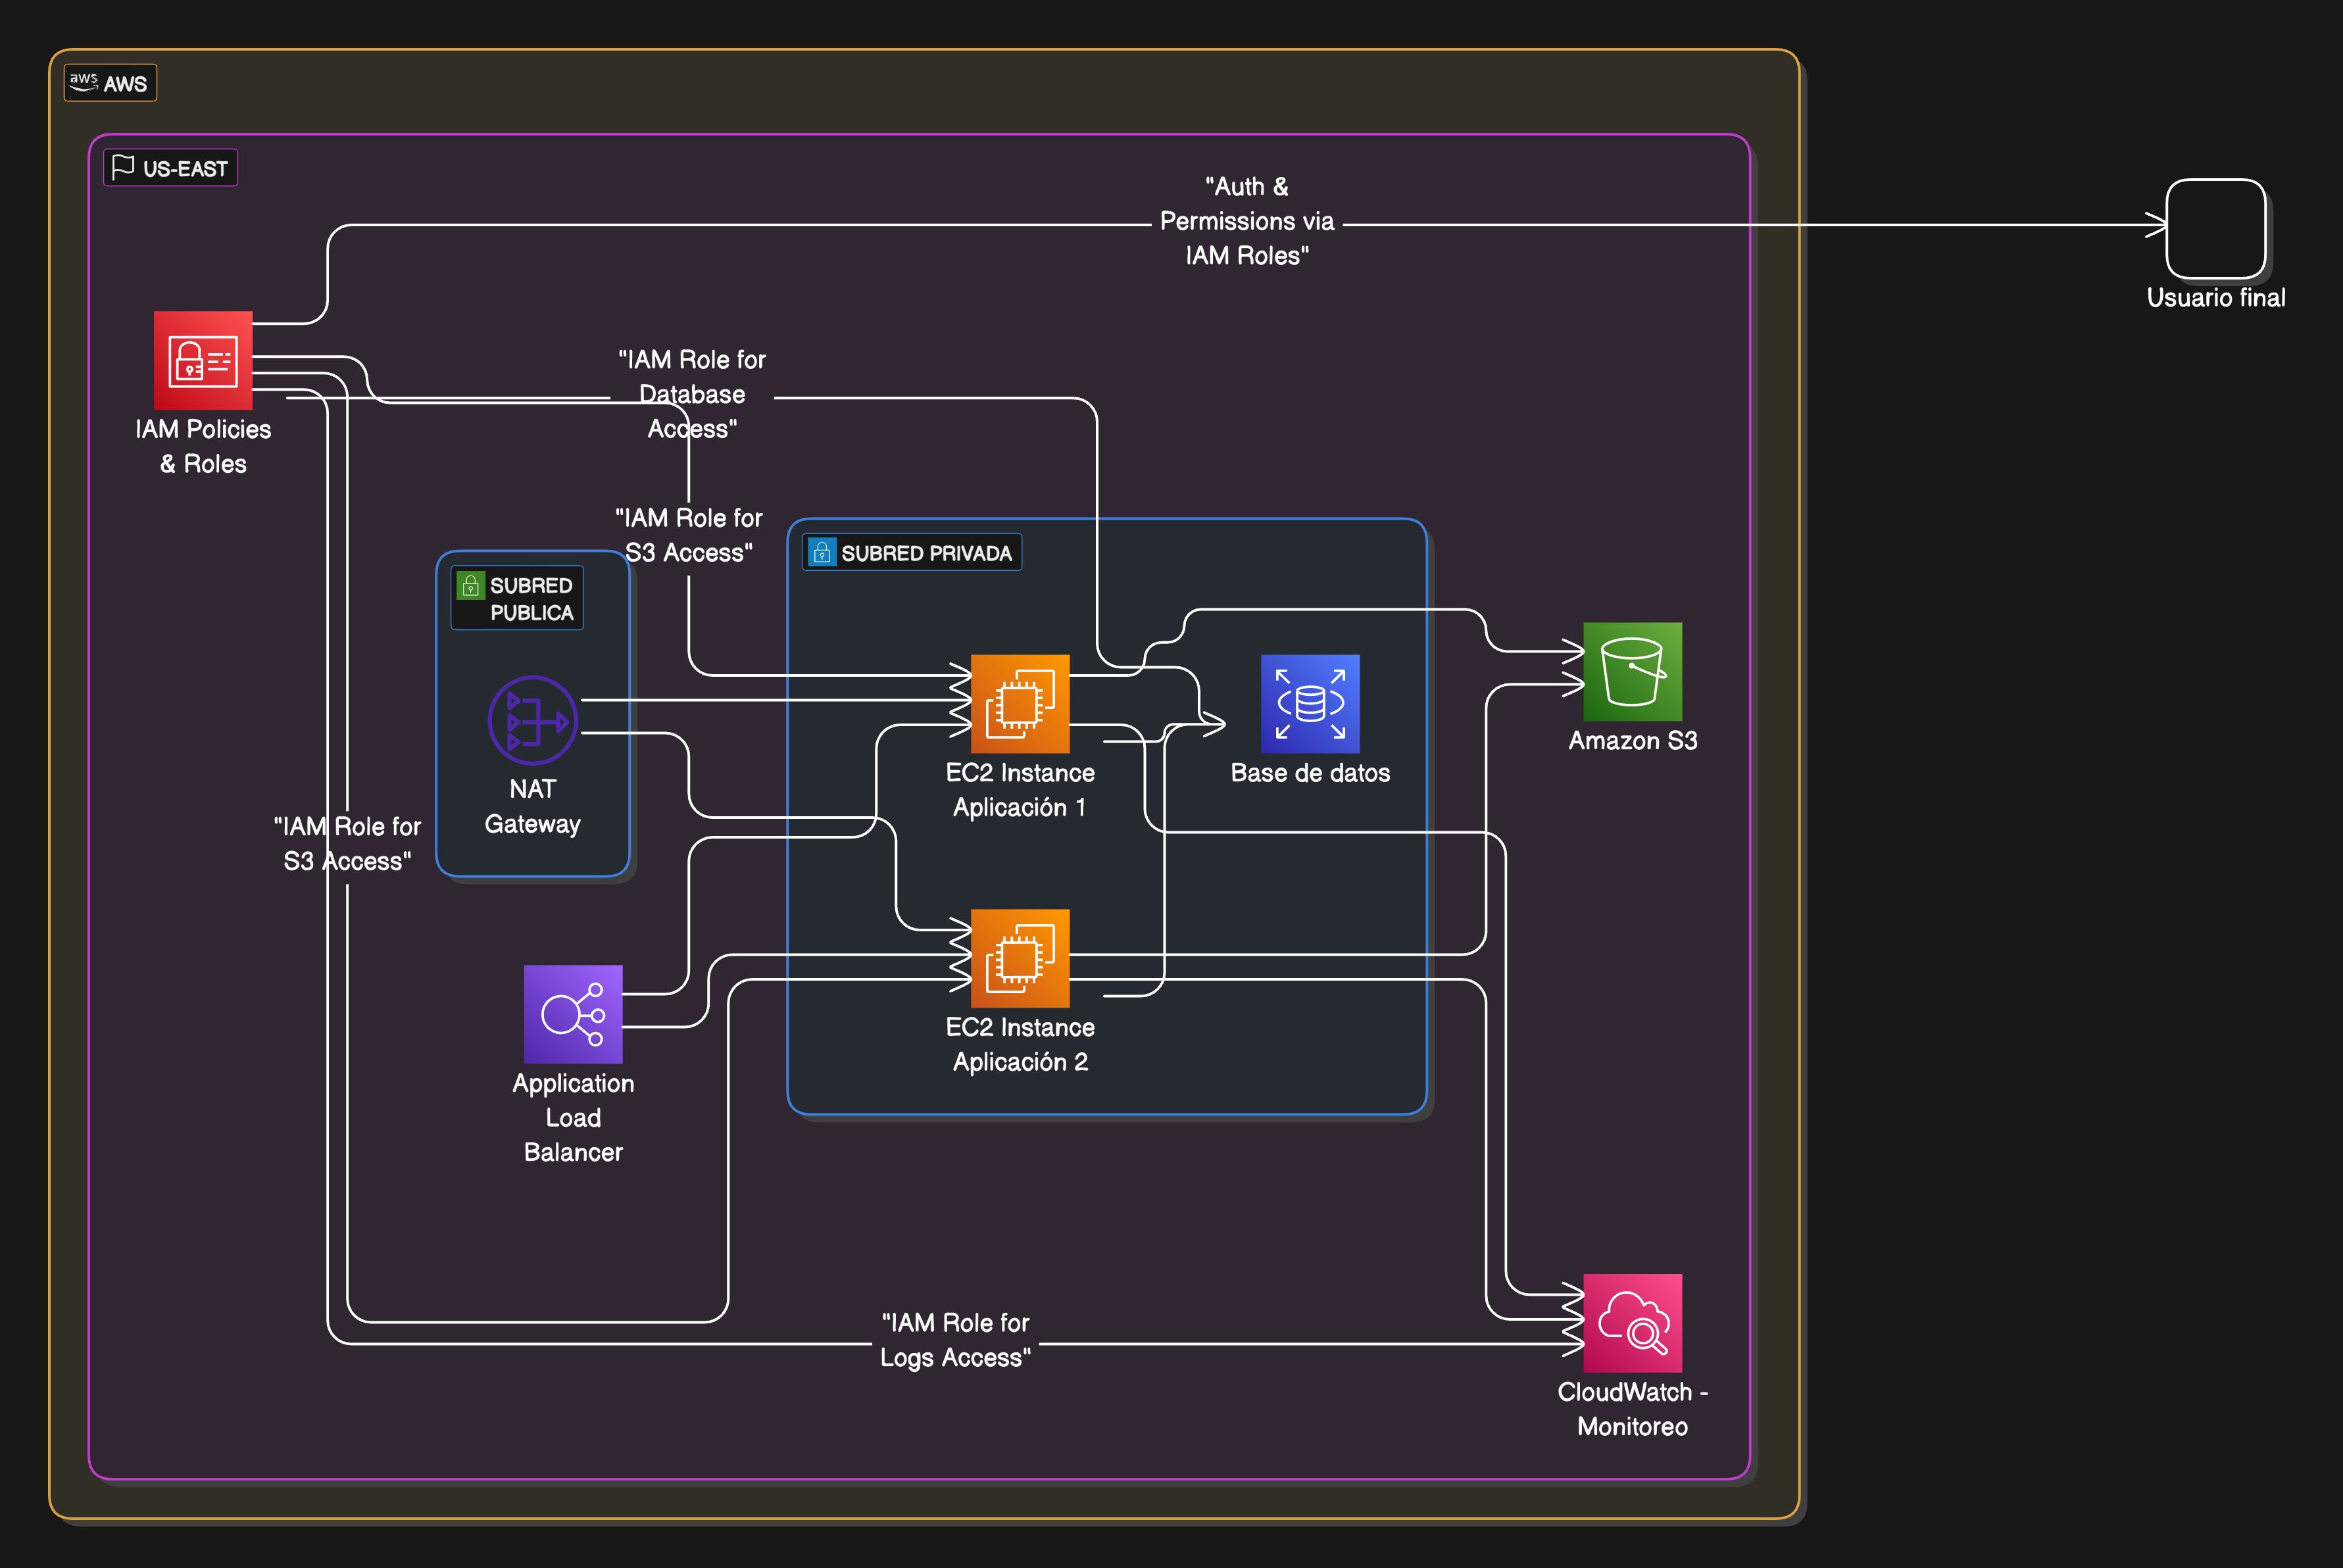 aws AWS
US-EAST
"Auth &
Permissions via
IAM Roles"
Usuario final
IAM Policies
& Roles
"IAM Role for
Database
Access"
"IAM Role for
S3 Access"
SUBRED
PUBLICA
NAT
Gateway
SUBRED PRIVADA
EC2 Instance
Aplicación 1
Base de datos
Amazon S3
"IAM Role for
S3 Access"
EC2 Instance
Aplicación 2
Application
Load
Balancer
"IAM Role for
Logs Access"
CloudWatch -
Monitoreo